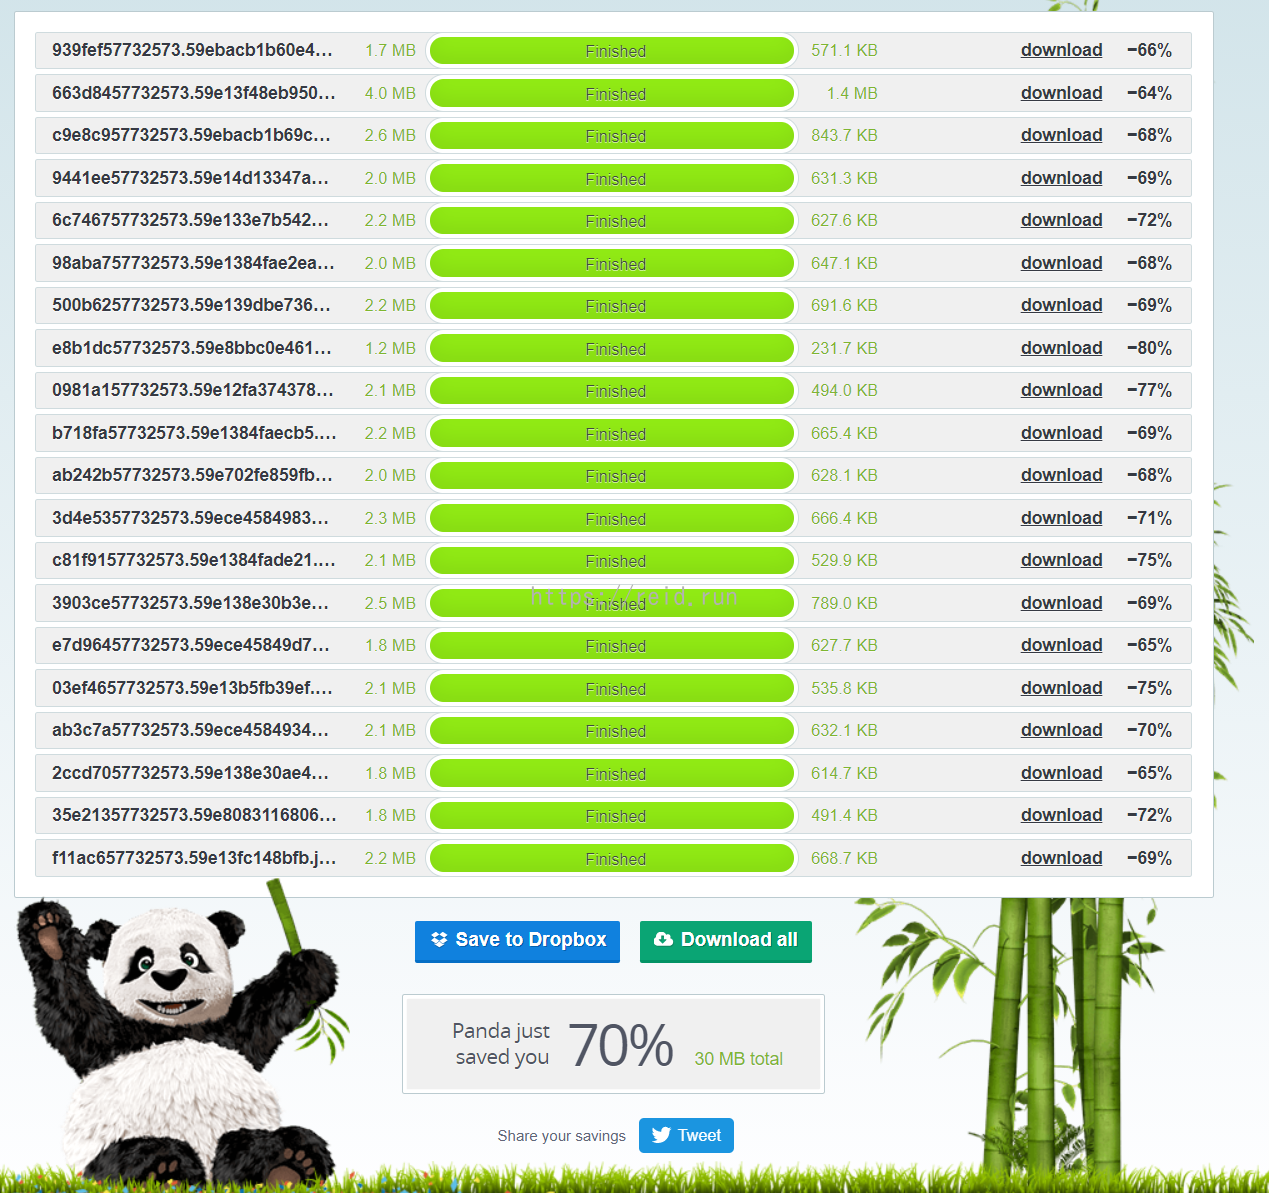 939fef57732573.59ebacb1b60e4... 1.7 MB Finished 571.1 KB download −66%
663d8457732573.59e13f48eb950... 4.0 MB Finished 1.4 MB download −64%
c9e8c957732573.59ebacb1b69c... 2.6 MB Finished 843.7 KB download −68%
9441ee57732573.59e14d13347a... 2.0 MB Finished 631.3 KB download −69%
6c746757732573.59e133e7b542... 2.2 MB Finished 627.6 KB download −72%
98aba757732573.59e1384fae2ea... 2.0 MB Finished 647.1 KB download −68%
500b6257732573.59e139dbe736... 2.2 MB Finished 691.6 KB download −69%
e8b1dc57732573.59e8bbc0e461... 1.2 MB Finished 231.7 KB download −80%
0981a157732573.59e12fa374378... 2.1 MB Finished 494.0 KB download −77%
b718fa57732573.59e1384faecb5.... 2.2 MB Finished 665.4 KB download −69%
ab242b57732573.59e702fe859fb... 2.0 MB Finished 628.1 KB download −68%
3d4e5357732573.59ece4584983... 2.3 MB Finished 666.4 KB download −71%
c81f9157732573.59e1384fade21.... 2.1 MB Finished 529.9 KB download −75%
https://reid.run
3903ce57732573.59e138e30b3e... 2.5 MB Finished 789.0 KB download −69%
e7d96457732573.59ece45849d7... 1.8 MB Finished 627.7 KB download −65%
03ef4657732573.59e13b5fb39ef.... 2.1 MB Finished 535.8 KB download −75%
ab3c7a57732573.59ece4584934... 2.1 MB Finished 632.1 KB download −70%
2ccd7057732573.59e138e30ae4... 1.8 MB Finished 614.7 KB download −65%
35e21357732573.59e8083116806... 1.8 MB Finished 491.4 KB download −72%
f11ac657732573.59e13fc148bfb.j... 2.2 MB Finished 668.7 KB download −69%
Save to Dropbox Download all
Panda just
saved you 70% 30 MB total
Share your savings Tweet